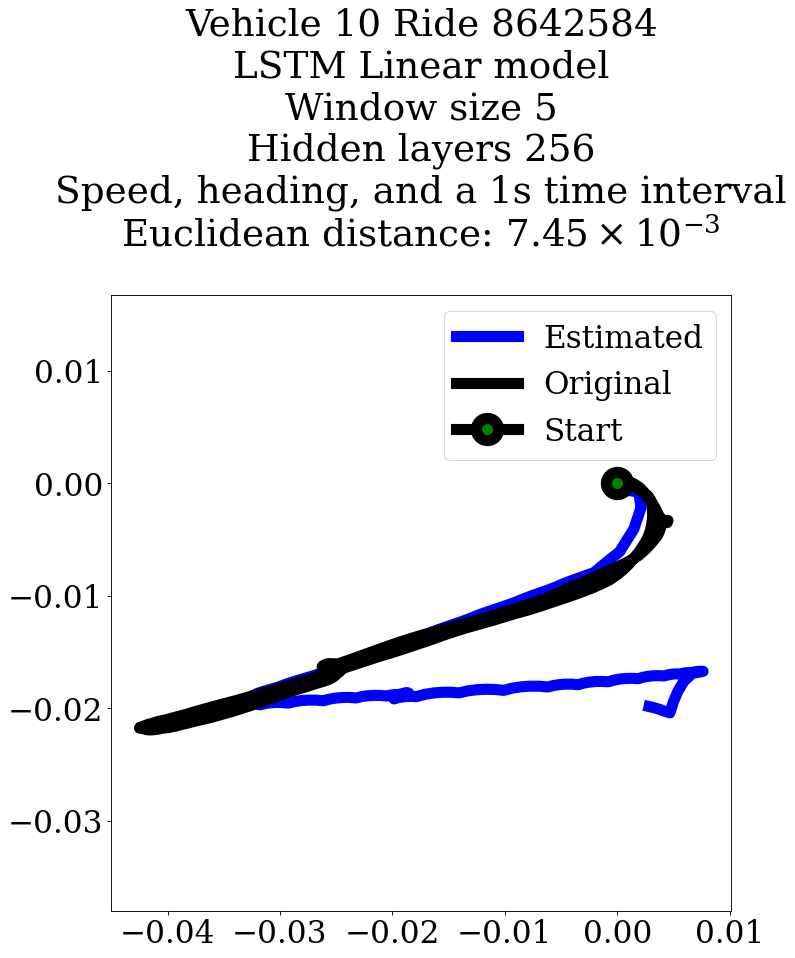 Vehicle 10 Ride 8642584
LSTM Linear model
Window size 5
Hidden layers 256
Speed, heading, and a 1s time interval
Euclidean distance: 7.45 × 10⁻³
Estimated
Original
Start
0.01
0.00
−0.01
−0.02
−0.03
−0.04 −0.03 −0.02 −0.01 0.00 0.01